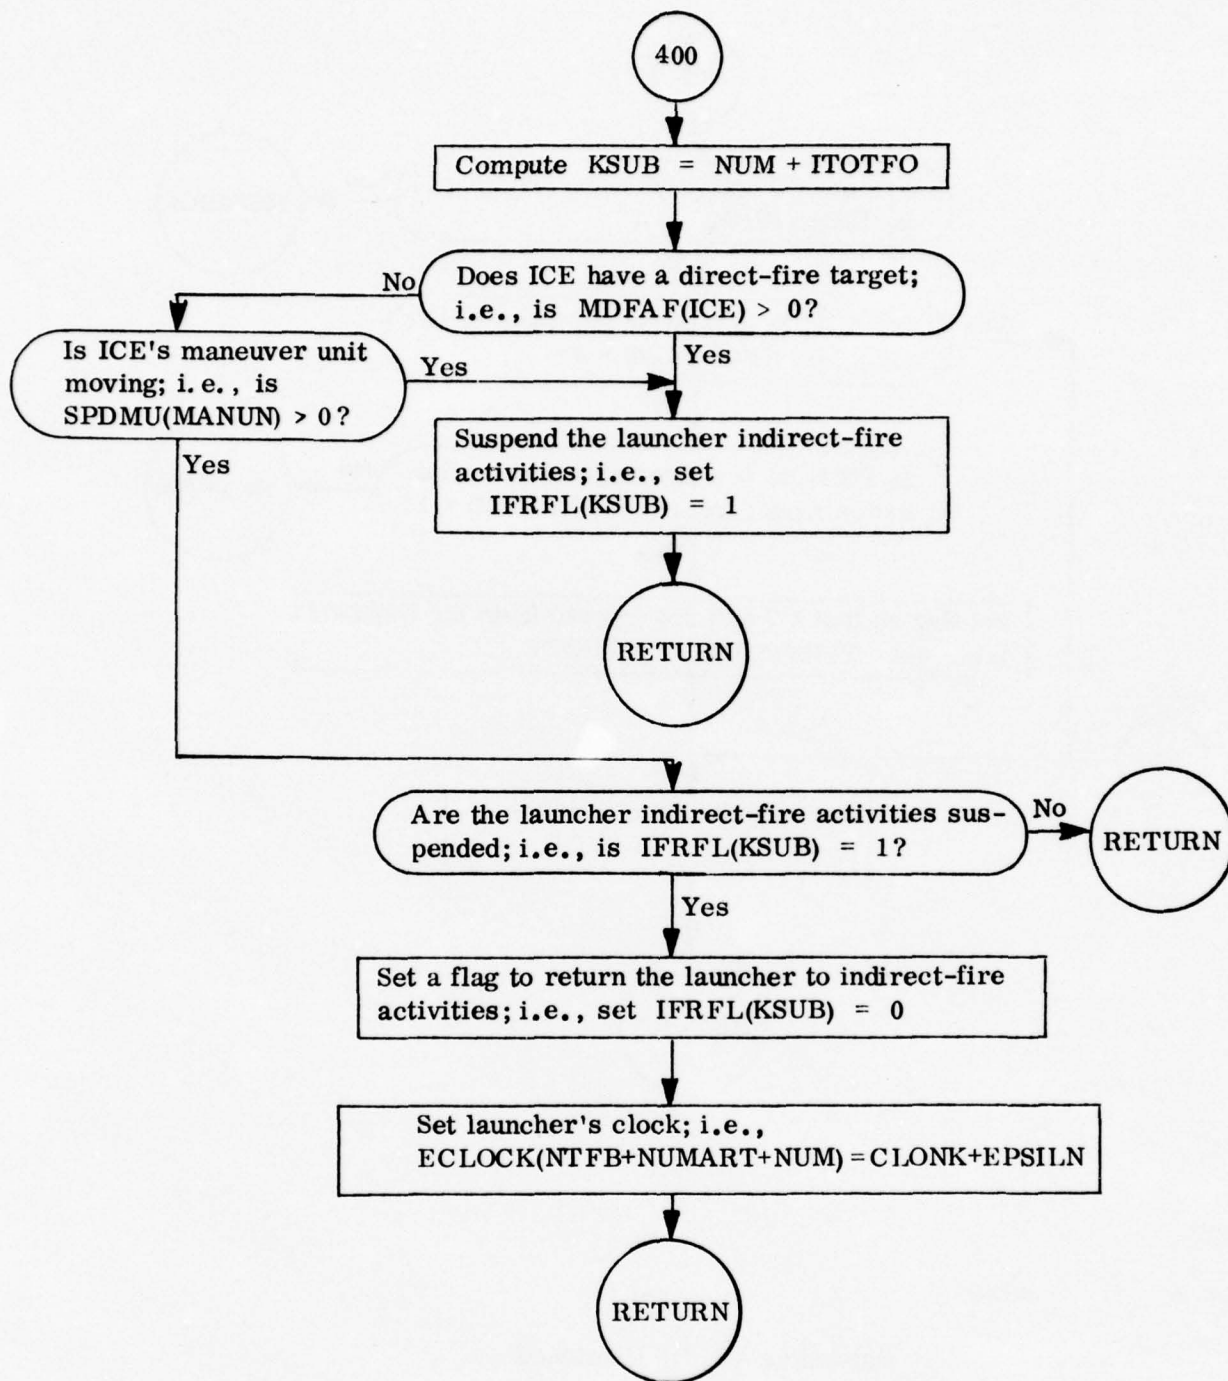 400
Compute KSUB = NUM + ITOTFO
Does ICE have a direct-fire target;
i.e., is MDFAF(ICE) > 0?
No
Yes
Is ICE's maneuver unit
moving; i.e., is
SPDMU(MANUN) > 0?
Yes
Yes
Suspend the launcher indirect-fire
activities; i.e., set
IFRFL(KSUB) = 1
RETURN
Are the launcher indirect-fire activities sus-
pended; i.e., is IFRFL(KSUB) = 1?
No
RETURN
Yes
Set a flag to return the launcher to indirect-fire
activities; i.e., set IFRFL(KSUB) = 0
Set launcher's clock; i.e.,
ECLOCK(NTFB+NUMART+NUM)=CLONK+EPSILN
RETURN